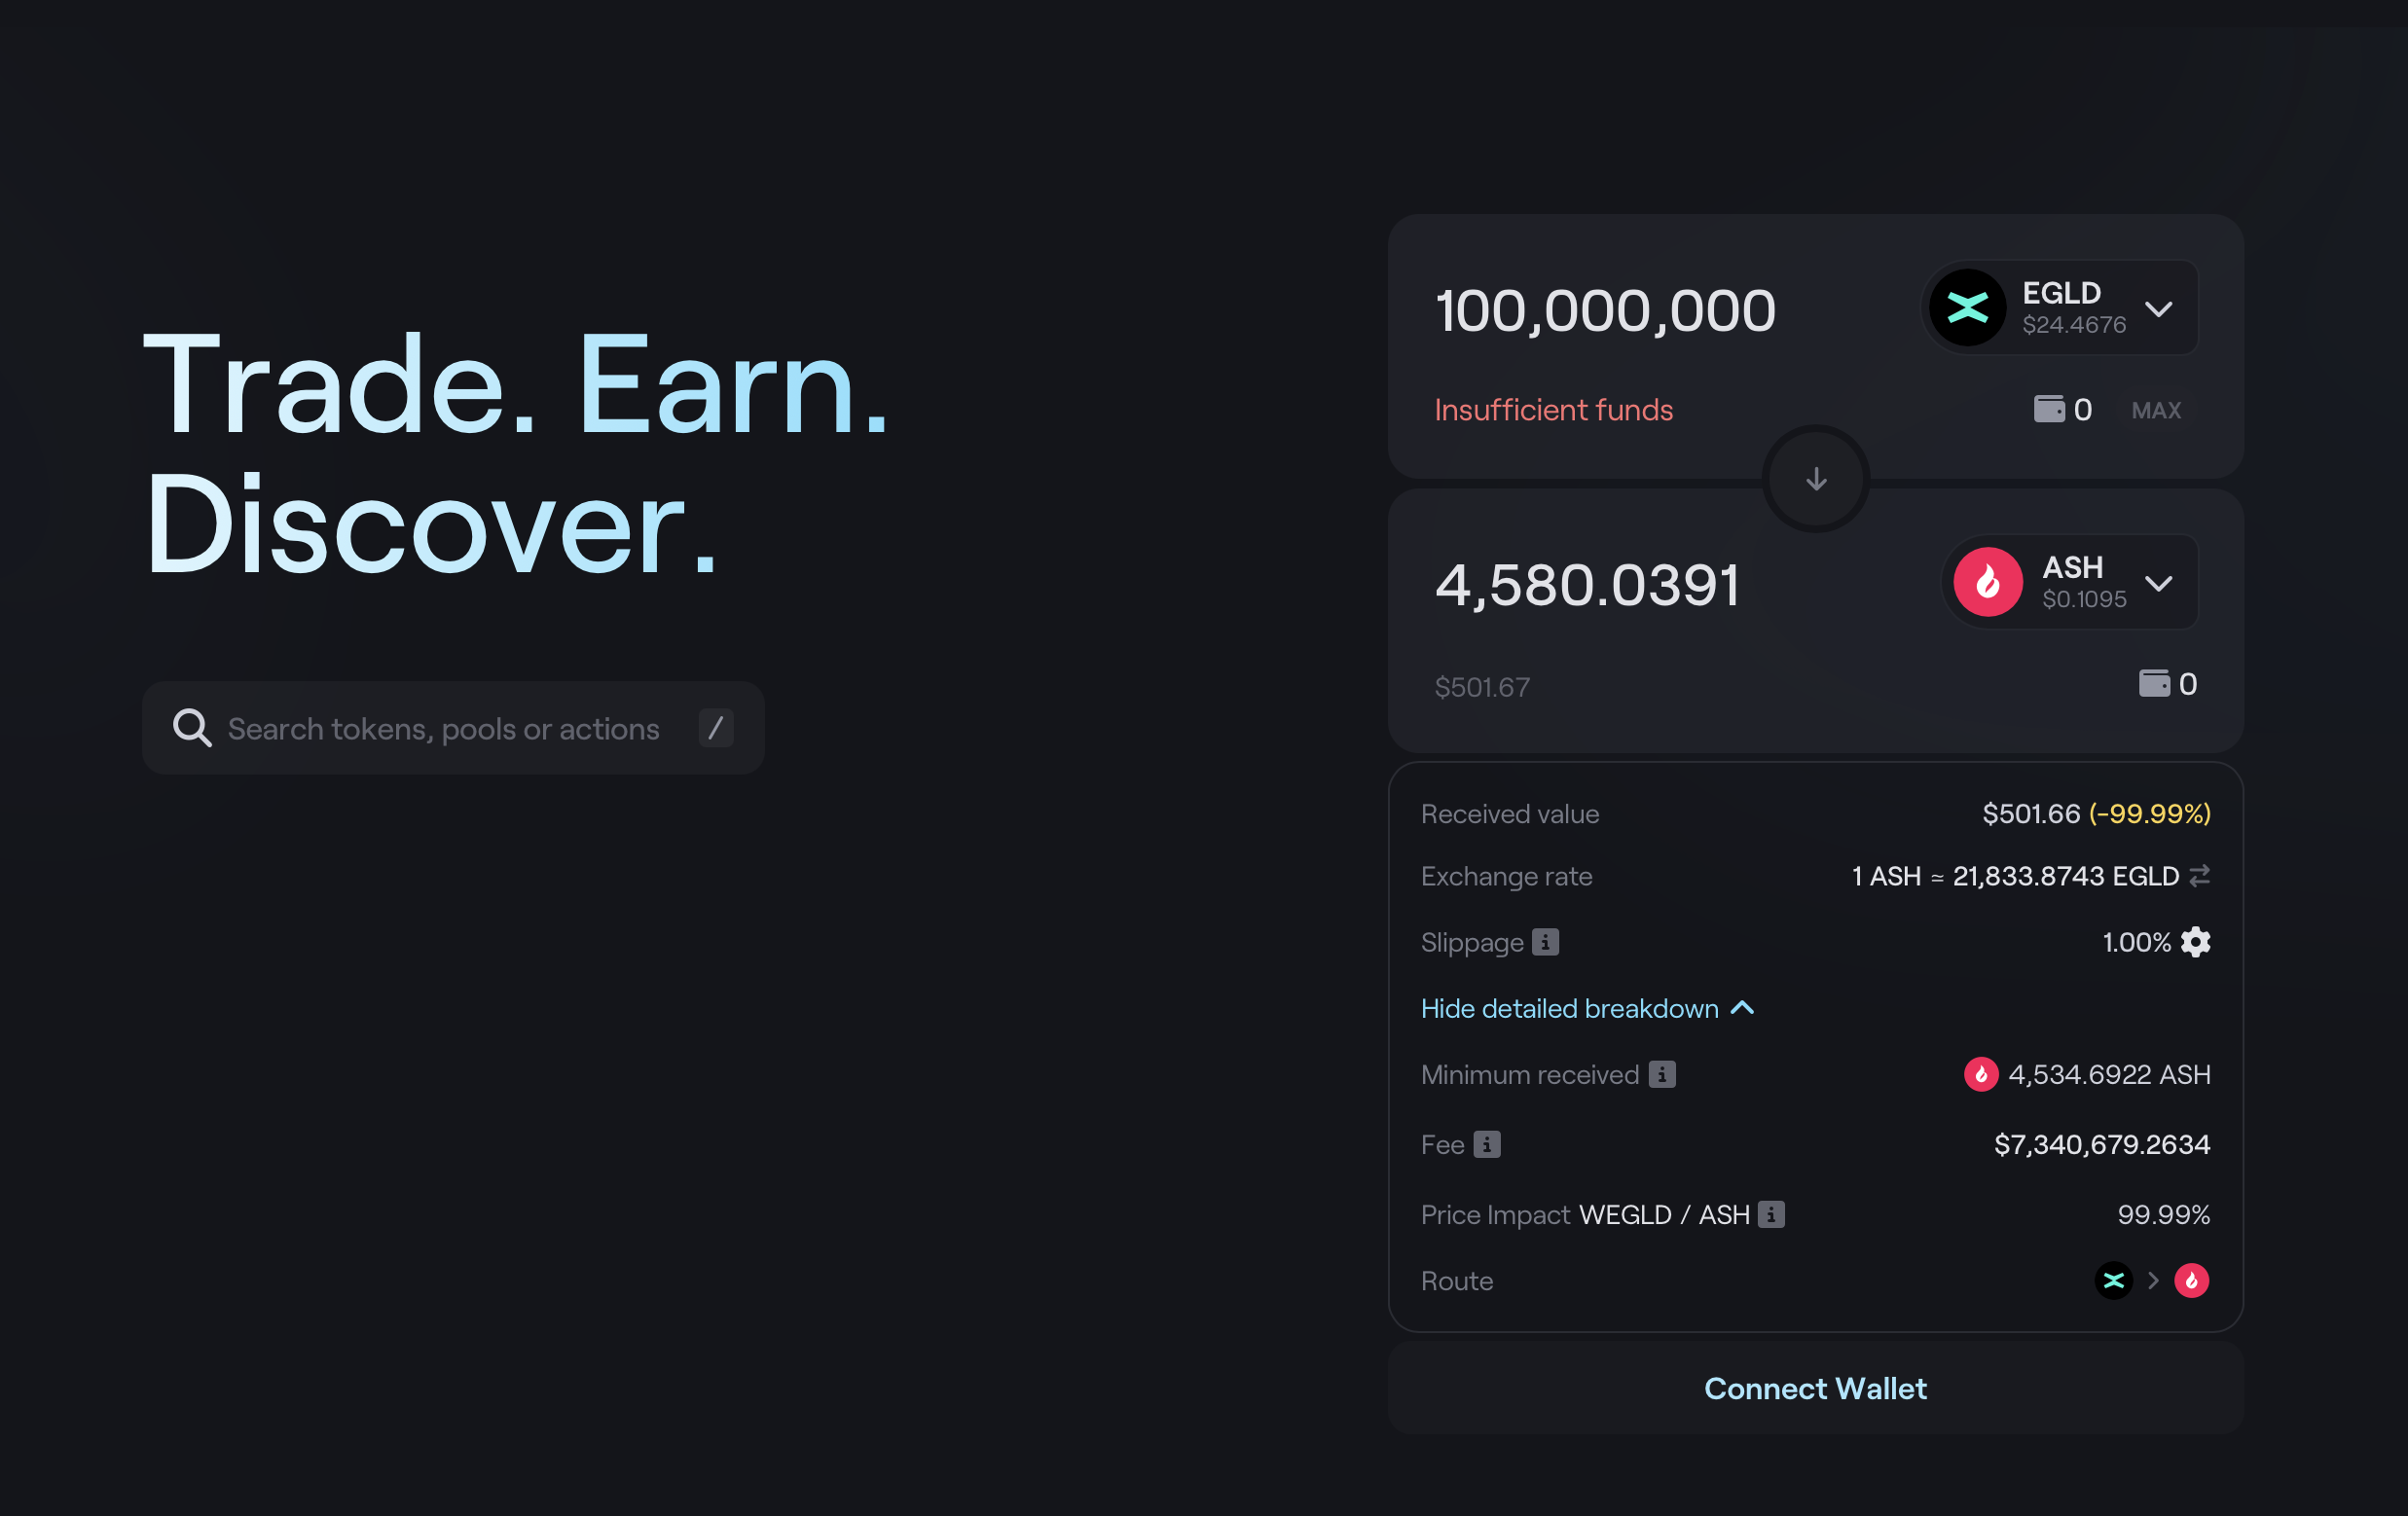 Trade. Earn.
Discover.
Search tokens, pools or actions /
100,000,000
EGLD
$24.4676
Insufficient funds
0 MAX
4,580.0391
ASH
$0.1095
$501.67
0
Received value $501.66 (-99.99%)
Exchange rate 1 ASH ≃ 21,833.8743 EGLD
Slippage 1.00%
Hide detailed breakdown
Minimum received 4,534.6922 ASH
Fee $7,340,679.2634
Price Impact WEGLD / ASH 99.99%
Route
Connect Wallet